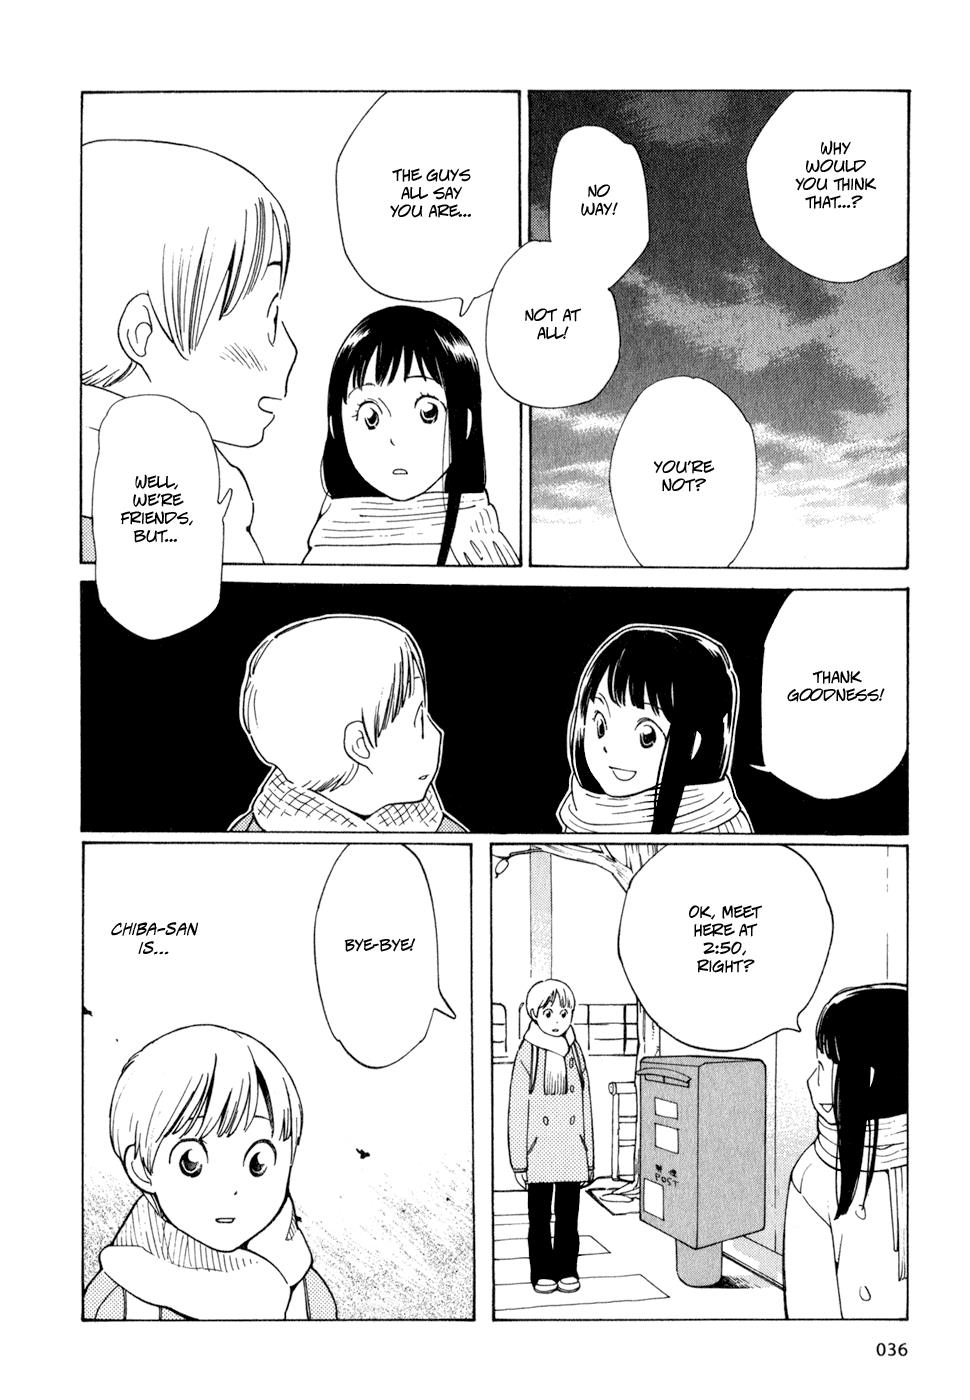 WHY
WOULD
YOU THINK
THAT...?
NO
WAY!
NOT AT
ALL!
YOU'RE
NOT?
THE GUYS
ALL SAY
YOU ARE...
WELL,
WE'RE
FRIENDS,
BUT...
THANK
GOODNESS!
OK, MEET
HERE AT
2:50,
RIGHT?
POST
BYE-BYE!
CHIBA-SAN
IS...
036